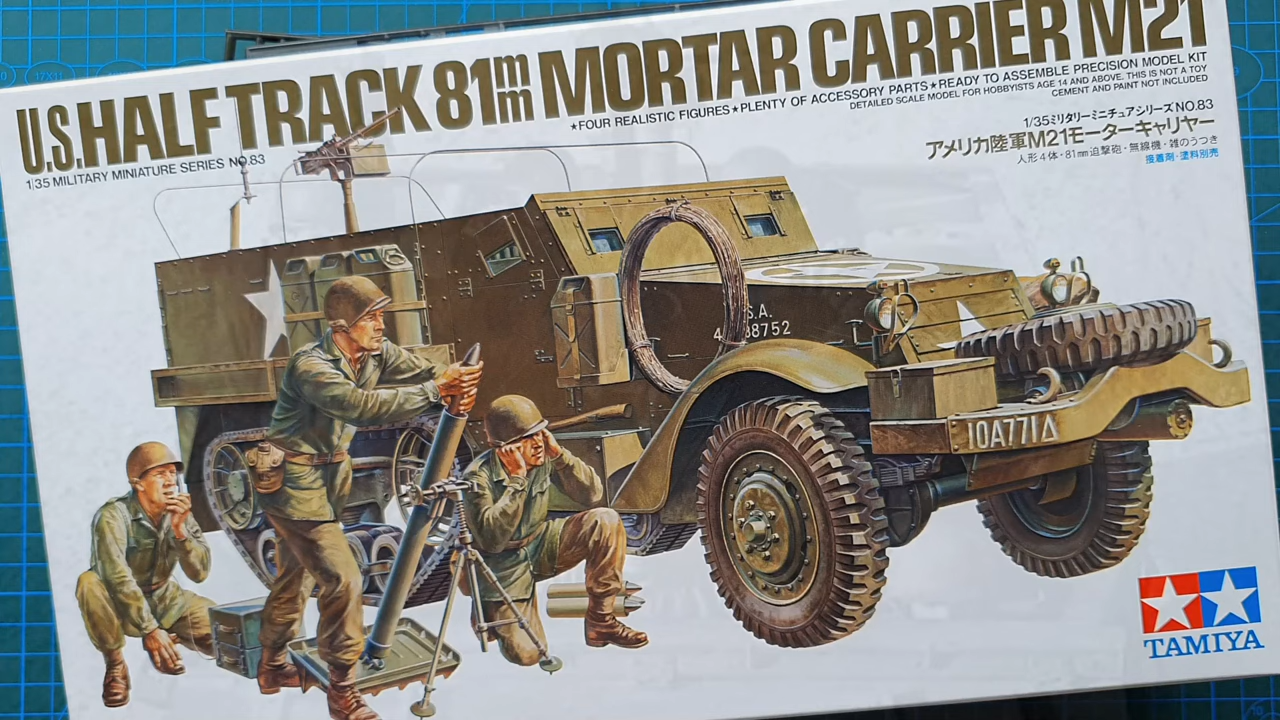 U.S. HALF TRACK 81mm MORTAR CARRIER M21
★FOUR REALISTIC FIGURES★PLENTY OF ACCESSORY PARTS★READY TO ASSEMBLE PRECISION MODEL KIT
DETAILED SCALE MODEL FOR HOBBYISTS AGE 14 AND ABOVE. THIS IS NOT A TOY
CEMENT AND PAINT NOT INCLUDED
1/35 MILITARY MINIATURE SERIES NO.83
1/35ミリタリーミニチュアシリーズNO.83
アメリカ陸軍M21モーターキャリヤー
人形4体・81mm迫撃砲・無線機・雑のうつき
接着剤・塗料別売
S.A.
8752
10A771Δ
TAMIYA